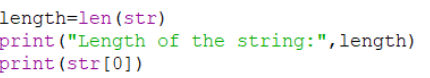 length=len(str)
print("Length of the string:",length)
print(str[0])